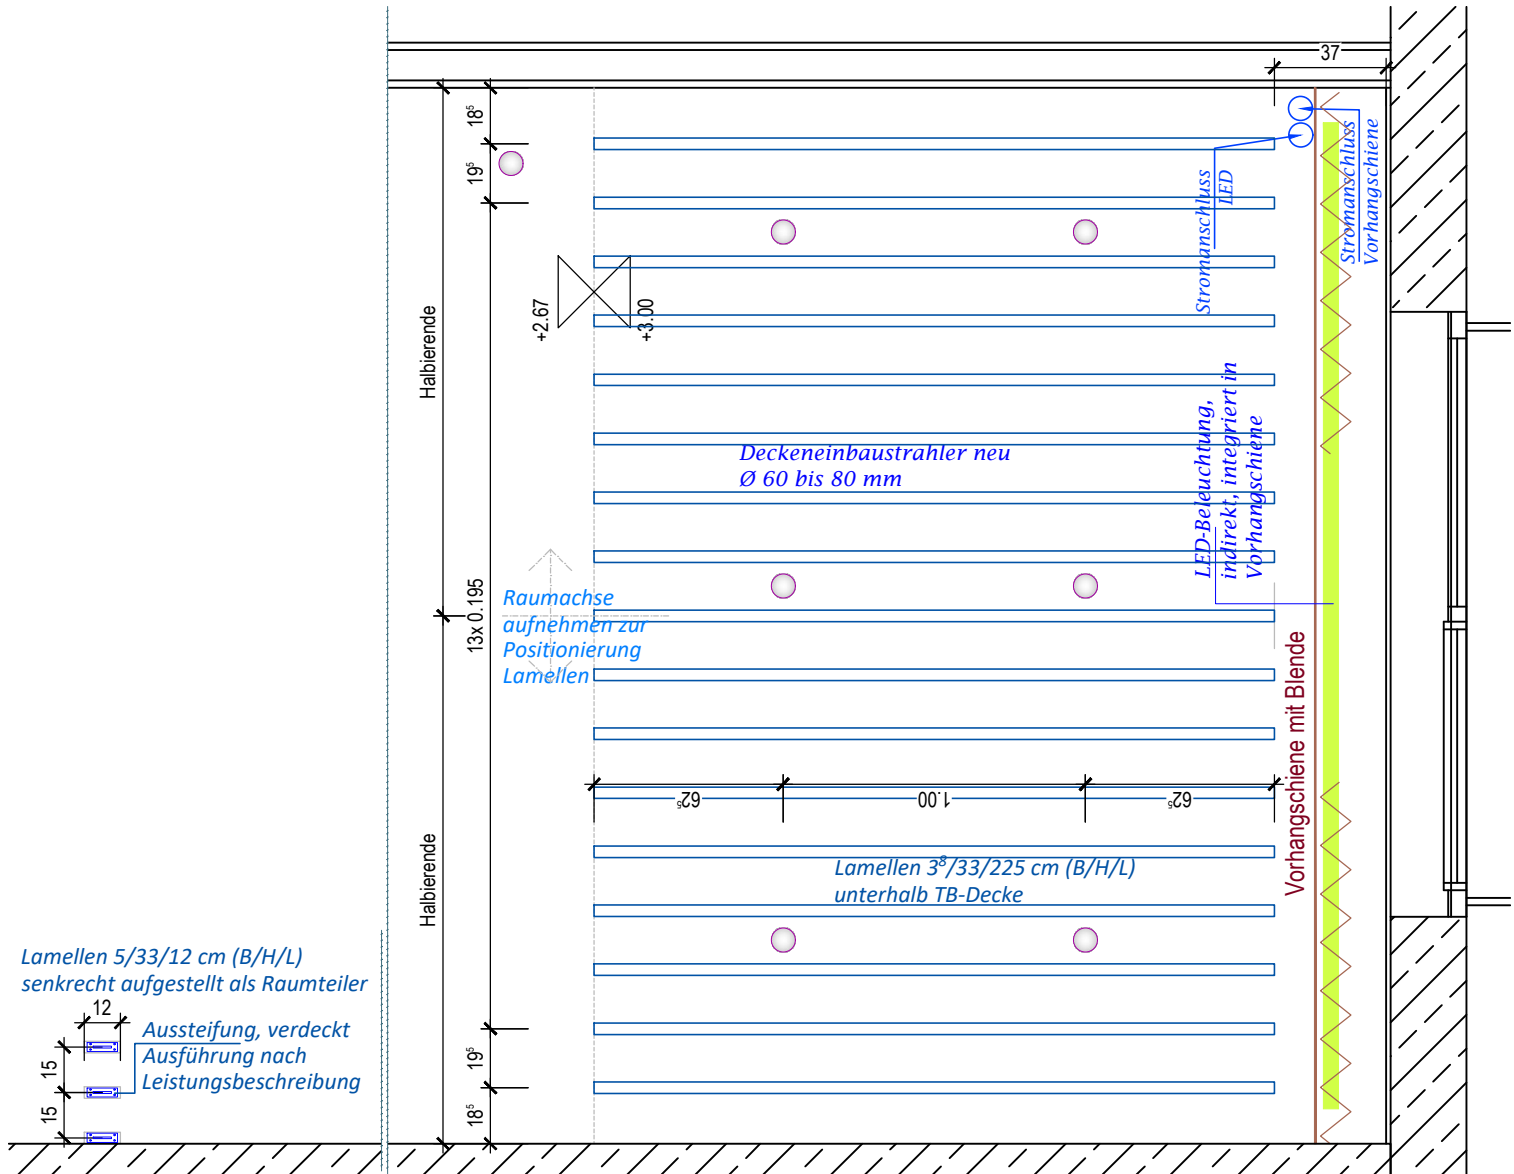 37
18⁵
19⁵
Stromanschluss
LED
Stromanschluss
Vorhangschiene
+2.67
+3.00
Halbierende
Deckeneinbaustrahler neu
Ø 60 bis 80 mm
LED-Beleuchtung,
indirekt, integriert in
Vorhangschiene
13x 0.195
Raumachse
aufnehmen zur
Positionierung
Lamellen
Vorhangschiene mit Blende
62⁵
1.00
62⁵
Halbierende
Lamellen 3⁸/33/225 cm (B/H/L)
unterhalb TB-Decke
Lamellen 5/33/12 cm (B/H/L)
senkrecht aufgestellt als Raumteiler
12
Aussteifung, verdeckt
Ausführung nach
Leistungsbeschreibung
15
15
19⁵
18⁵